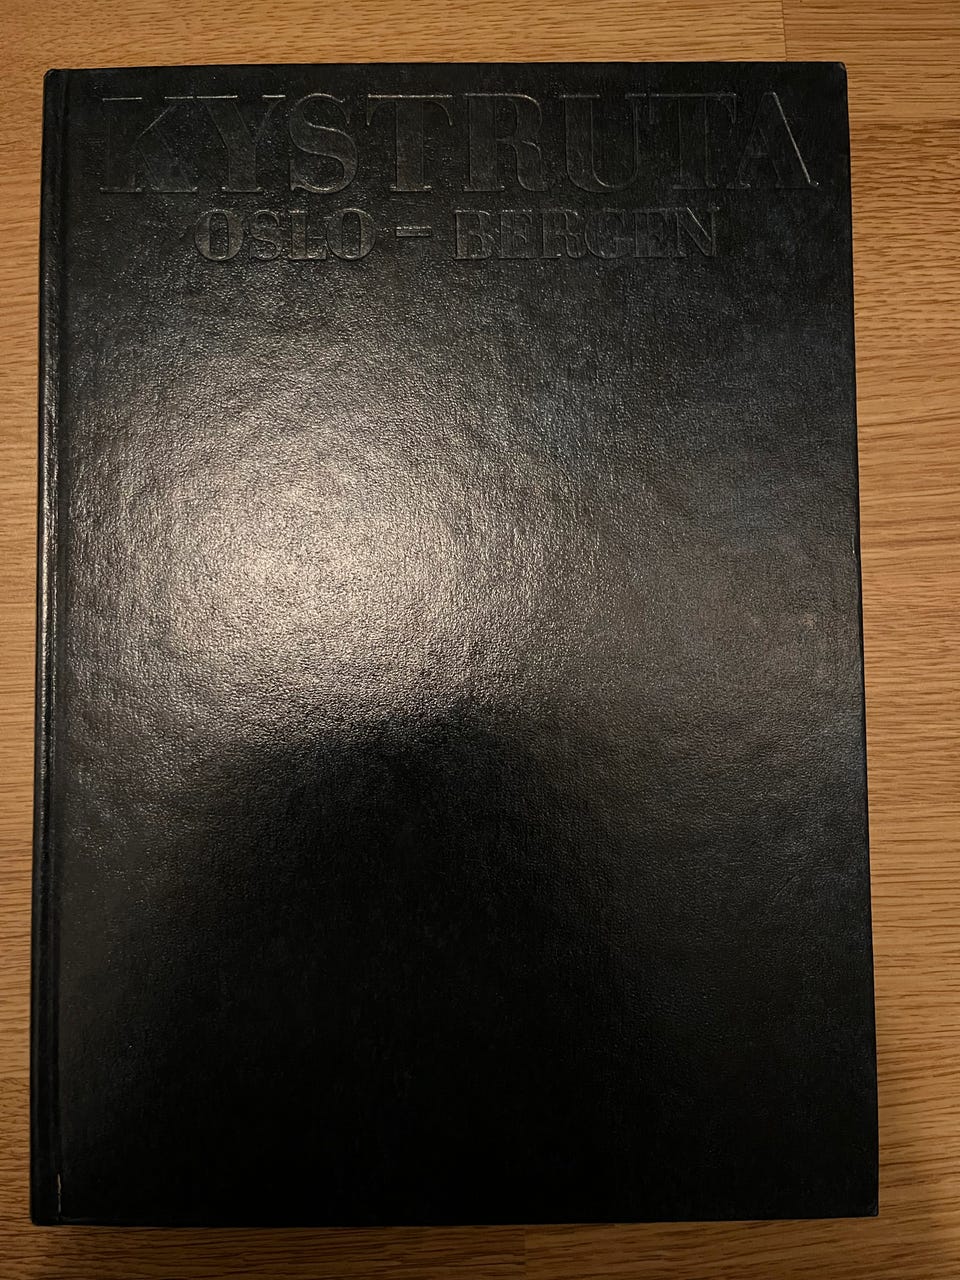 KYSTRUTA
OSLO – BERGEN